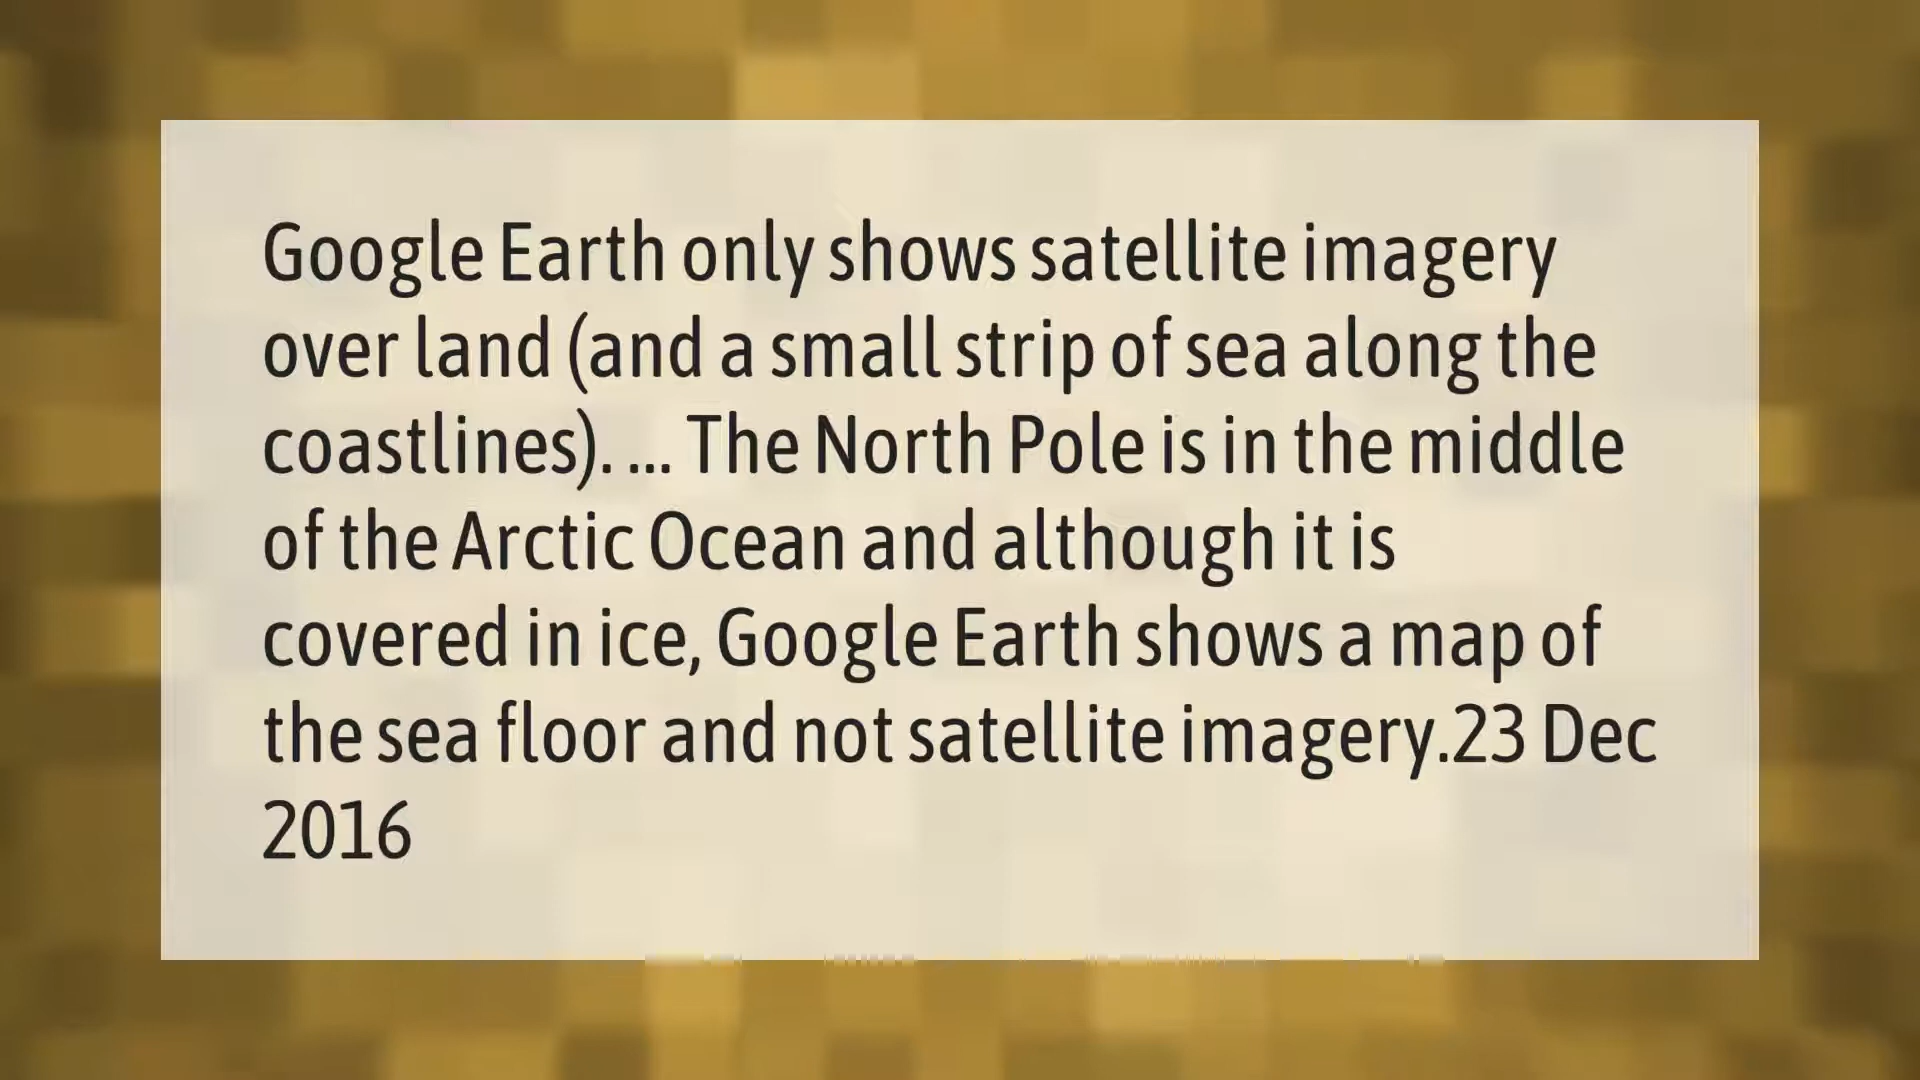 Google Earth only shows satellite imagery
over land (and a small strip of sea along the
coastlines). ... The North Pole is in the middle
of the Arctic Ocean and although it is
covered in ice, Google Earth shows a map of
the sea floor and not satellite imagery.23 Dec
2016